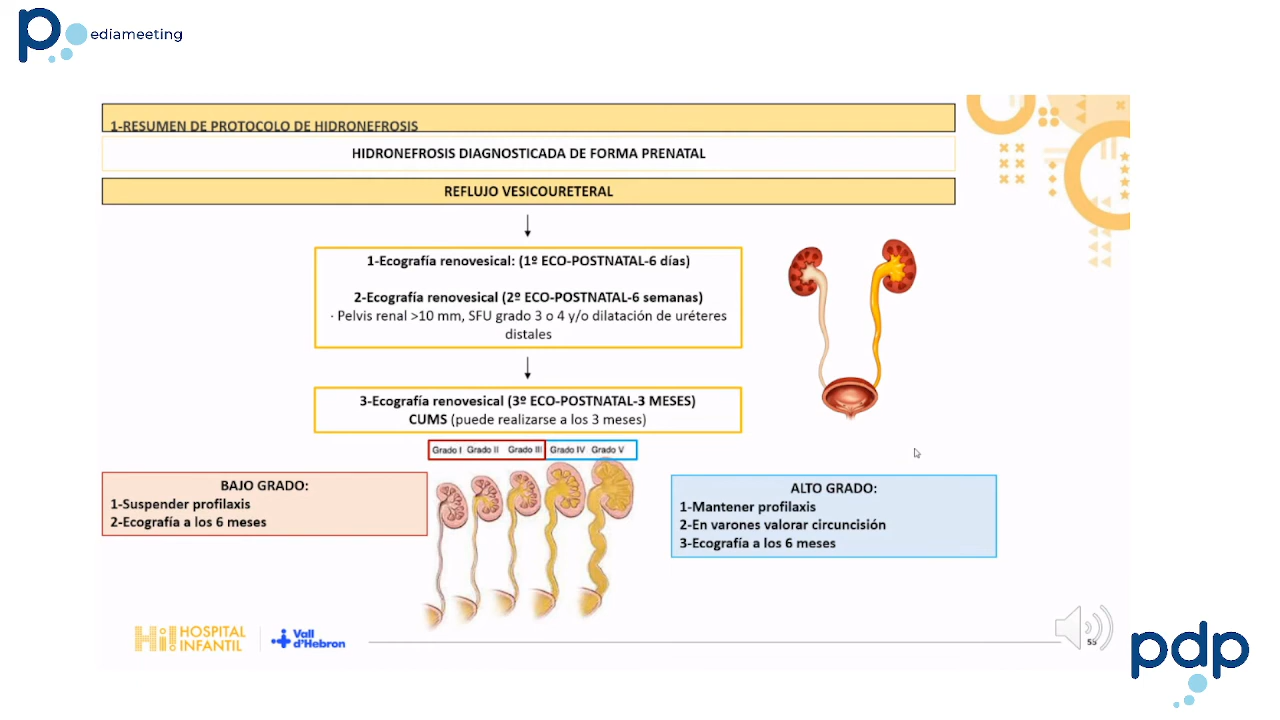 ediameeting
1-RESUMEN DE PROTOCOLO DE HIDRONEFROSIS
HIDRONEFROSIS DIAGNOSTICADA DE FORMA PRENATAL
REFLUJO VESICOURETERAL
1-Ecografía renovesical: (1º ECO-POSTNATAL-6 días)
2-Ecografía renovesical (2º ECO-POSTNATAL-6 semanas)
· Pelvis renal >10 mm, SFU grado 3 o 4 y/o dilatación de uréteres
distales
3-Ecografía renovesical (3º ECO-POSTNATAL-3 MESES)
CUMS (puede realizarse a los 3 meses)
Grado I Grado II Grado III Grado IV Grado V
BAJO GRADO:
1-Suspender profilaxis
2-Ecografía a los 6 meses
ALTO GRADO:
1-Mantener profilaxis
2-En varones valorar circuncisión
3-Ecografía a los 6 meses
Hi! HOSPITAL
INFANTIL
Vall
d'Hebron
55
pdp